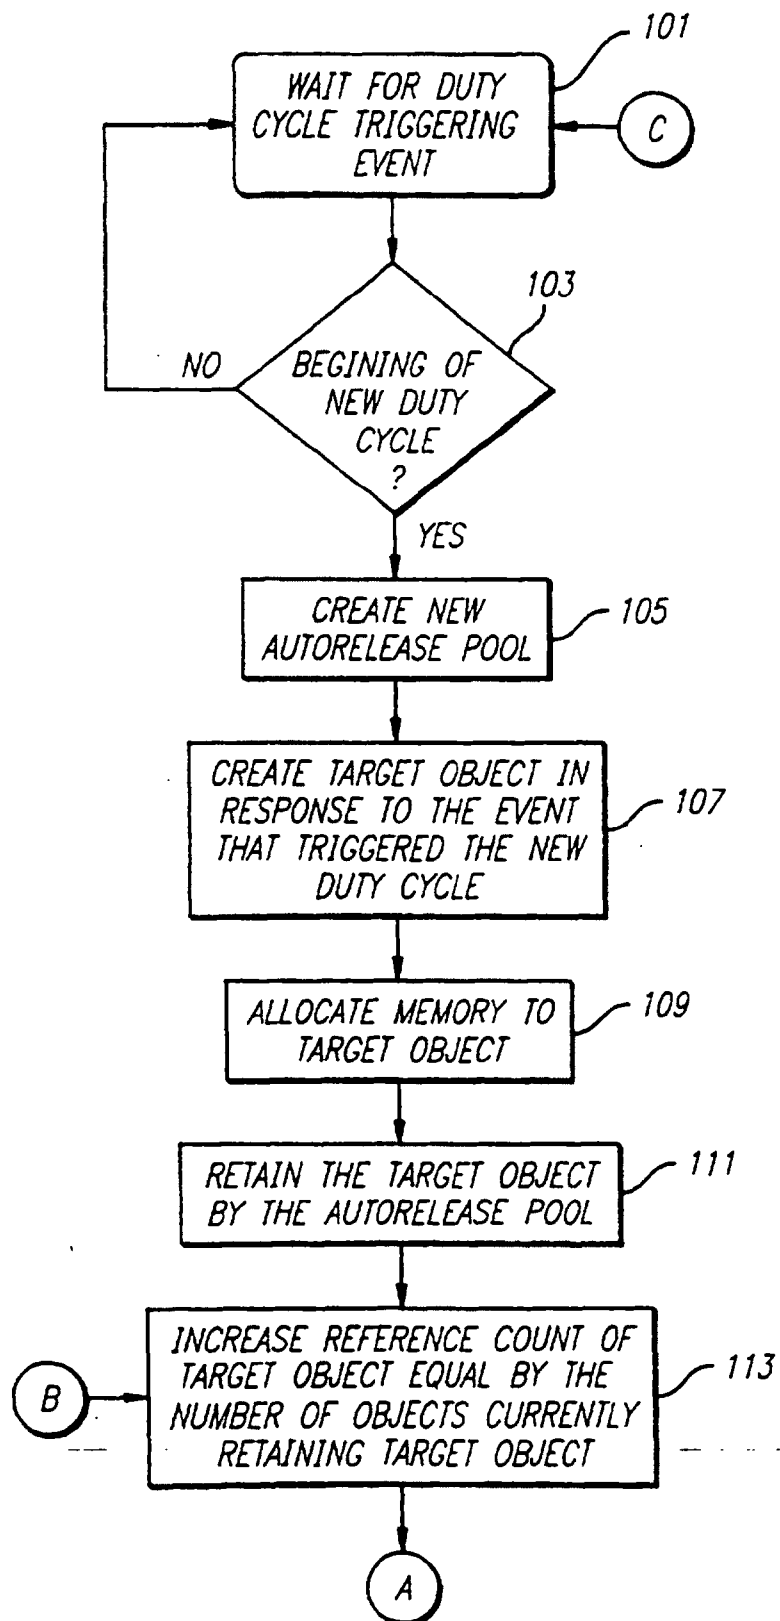 101
WAIT FOR DUTY
CYCLE TRIGGERING
EVENT
C
103
NO
BEGINING OF
NEW DUTY
CYCLE
?
YES
CREATE NEW
AUTORELEASE POOL
105
CREATE TARGET OBJECT IN
RESPONSE TO THE EVENT
THAT TRIGGERED THE NEW
DUTY CYCLE
107
ALLOCATE MEMORY TO
TARGET OBJECT
109
RETAIN THE TARGET OBJECT
BY THE AUTORELEASE POOL
111
INCREASE REFERENCE COUNT OF
TARGET OBJECT EQUAL BY THE
NUMBER OF OBJECTS CURRENTLY
RETAINING TARGET OBJECT
113
B
A